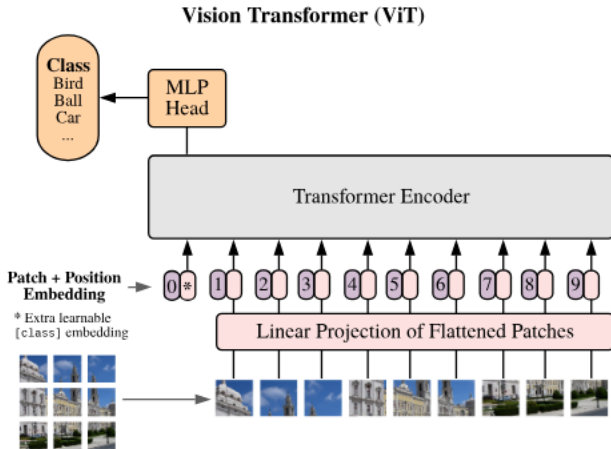 Vision Transformer (ViT)
Class
Bird
Ball
Car
...
MLP
Head
Transformer Encoder
Patch + Position
Embedding
0 * 1 2 3 4 5 6 7 8 9
* Extra learnable
[class] embedding
Linear Projection of Flattened Patches